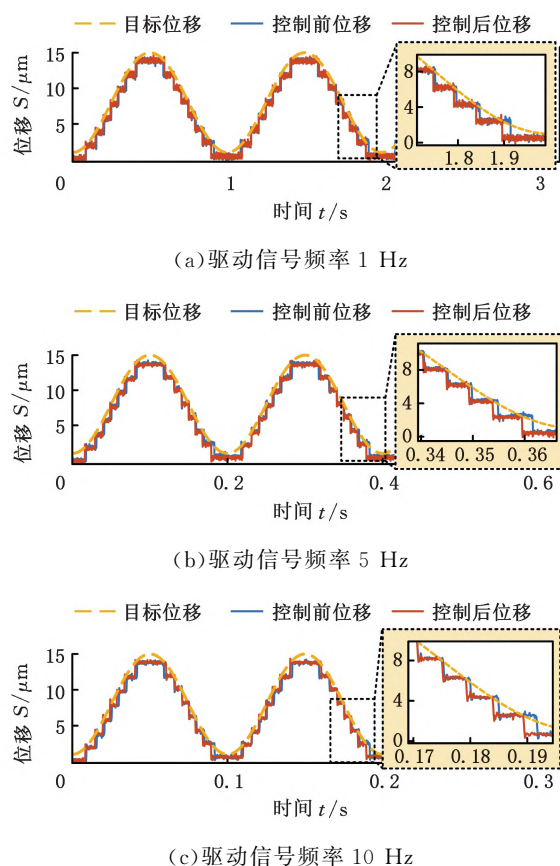 目标位移 控制前位移 控制后位移
位移 S/μm
15
10
5
0 1 2 3
8
4
0
1.8 1.9
时间 t/s
(a)驱动信号频率 1 Hz
目标位移 控制前位移 控制后位移
位移 S/μm
15
10
5
0 0.2 0.4 0.6
8
4
0
0.34 0.35 0.36
时间 t/s
(b)驱动信号频率 5 Hz
目标位移 控制前位移 控制后位移
位移 S/μm
15
10
5
0 0.1 0.2 0.3
8
4
0
0.17 0.18 0.19
时间 t/s
(c)驱动信号频率 10 Hz